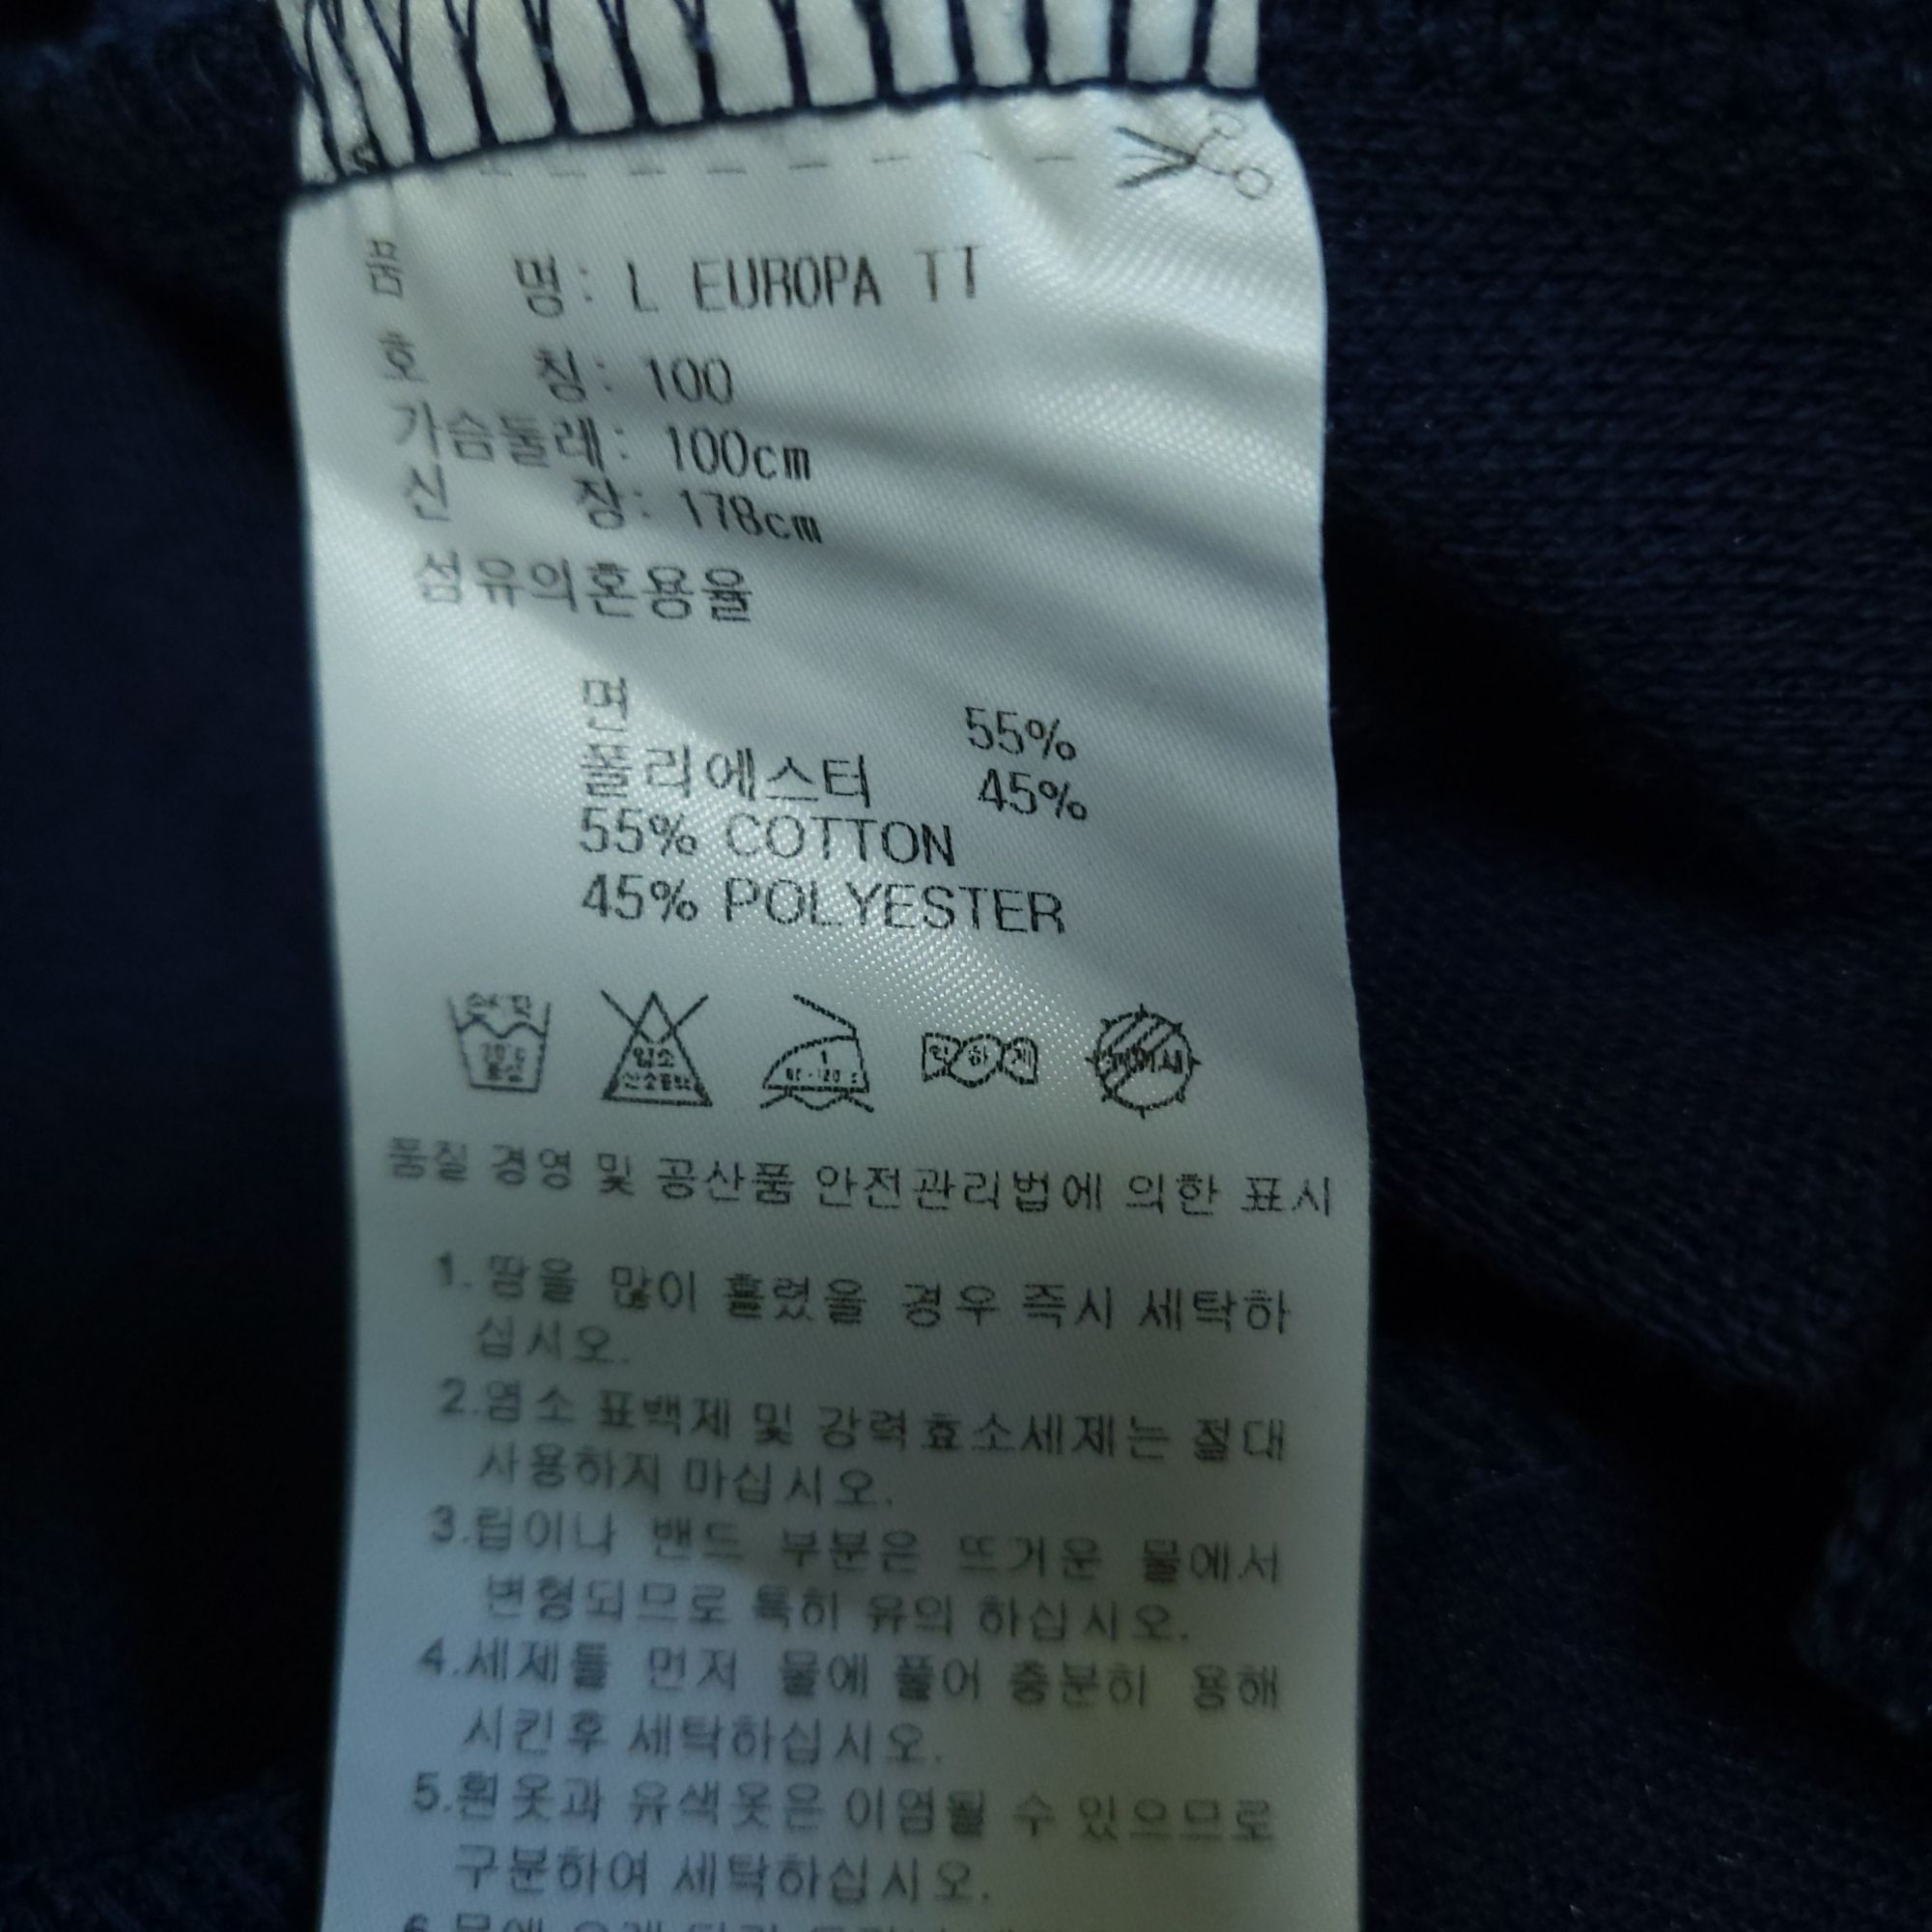 품 명: L EUROPA TT
호 칭: 100
가슴둘레: 100cm
신 장: 178cm
섬유의혼용율
면 55%
폴리에스터 45%
55% COTTON
45% POLYESTER
약하게
품질 경영 및 공산품 안전관리법에 의한 표시
1. 땀을 많이 흘렸을 경우 즉시 세탁하
십시오.
2.염소 표백제 및 강력효소세제는 절대
사용하지 마십시오.
3.립이나 밴드 부분은 뜨거운 물에서
변형되므로 특히 유의 하십시오.
4.세제를 먼저 물에 풀어 충분히 용해
시킨후 세탁하십시오.
5.흰옷과 유색옷은 이염될 수 있으므로
구분하여 세탁하십시오.